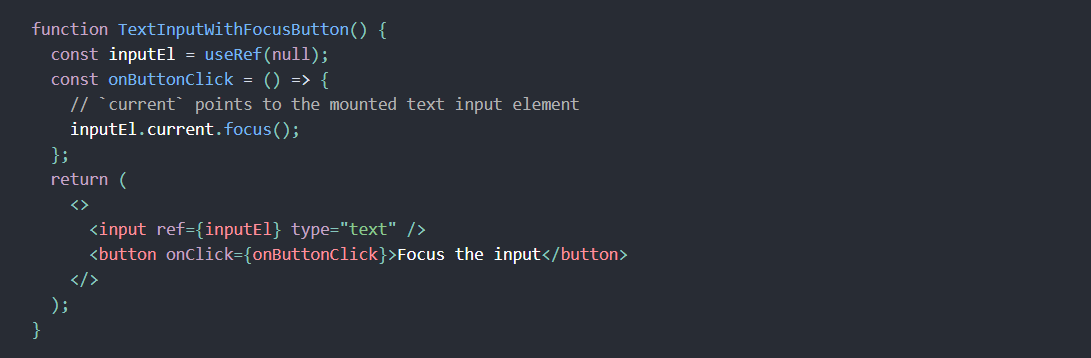 function TextInputWithFocusButton() {
  const inputEl = useRef(null);
  const onButtonClick = () => {
    // `current` points to the mounted text input element
    inputEl.current.focus();
  };
  return (
    <>
      <input ref={inputEl} type="text" />
      <button onClick={onButtonClick}>Focus the input</button>
    </>
  );
}